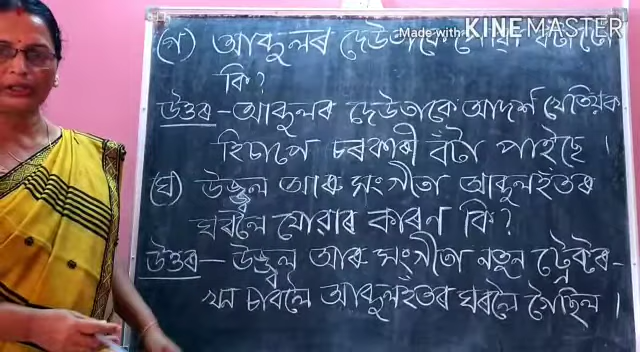 Made with KINEMASTER
(গ) আব্দুলৰ দেউতাকে পোৱা বঁটাটো
কি?
উত্তৰ - আব্দুলৰ দেউতাকে আদৰ্শ খেতিয়ক
হিচাপে চৰকাৰী বঁটা পাইছে ।
(ঘ) উজ্জ্বল আৰু সংগীতা আব্দুলহঁতৰ
ঘৰলৈ যোৱাৰ কাৰণ কি?
উত্তৰ - উজ্জ্বল আৰু সংগীতা নতুন ট্ৰেক্টৰ-
খন চাবলৈ আব্দুলহঁতৰ ঘৰলৈ গৈছিল ।